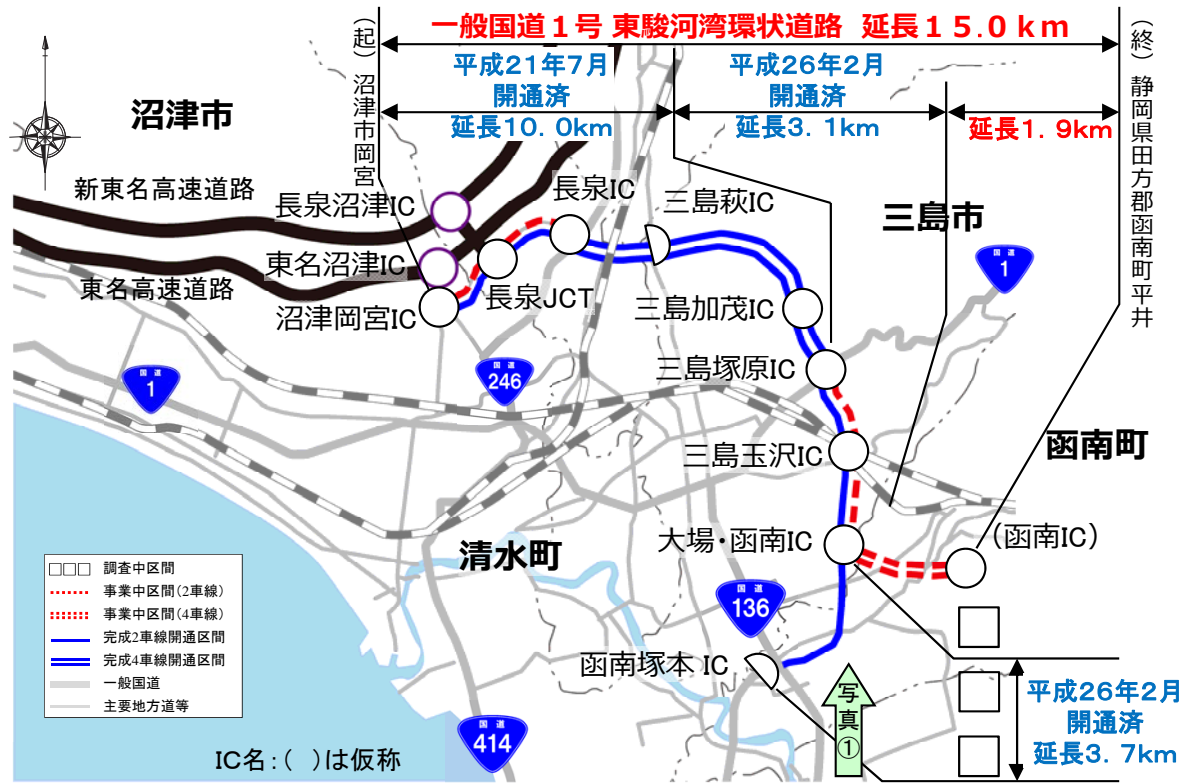 一般国道１号 東駿河湾環状道路 延長１５.０ｋｍ
（起）沼津市岡宮
（終）静岡県田方郡函南町平井
平成21年7月
開通済
延長10.0km
平成26年2月
開通済
延長3.1km
延長1.9km
沼津市
新東名高速道路
東名高速道路
長泉沼津IC
東名沼津IC
沼津岡宮IC
長泉JCT
長泉IC
三島萩IC
三島市
国道
1
三島加茂IC
三島塚原IC
国道
1
国道
246
三島玉沢IC
函南町
清水町
大場・函南IC
(函南IC)
国道
136
函南塚本 IC
国道
414
写真①
平成26年2月
開通済
延長3.7km
調査中区間
事業中区間(2車線)
事業中区間(4車線)
完成2車線開通区間
完成4車線開通区間
一般国道
主要地方道等
IC名：( )は仮称